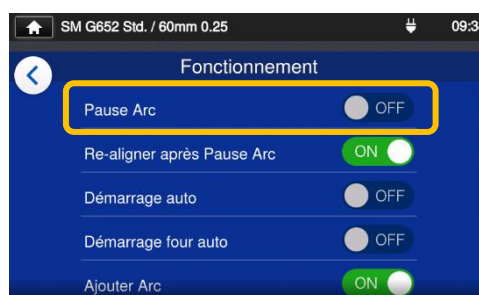 SM G652 Std. / 60mm 0.25 09:3
Fonctionnement
Pause Arc OFF
Re-aligner après Pause Arc ON
Démarrage auto OFF
Démarrage four auto OFF
Ajouter Arc ON